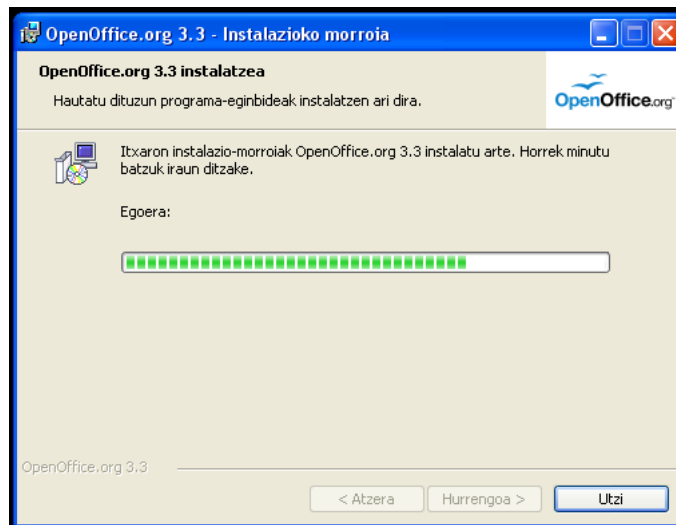 OpenOffice.org 3.3 - Instalazioko morroia
OpenOffice.org 3.3 instalatzea
Hautatu dituzun programa-eginbideak instalatzen ari dira.
OpenOffice.org
Itxaron instalazio-morroiak OpenOffice.org 3.3 instalatu arte. Horrek minutu
batzuk iraun ditzake.
Egoera:
OpenOffice.org 3.3
< Atzera
Hurrengoa >
Utzi